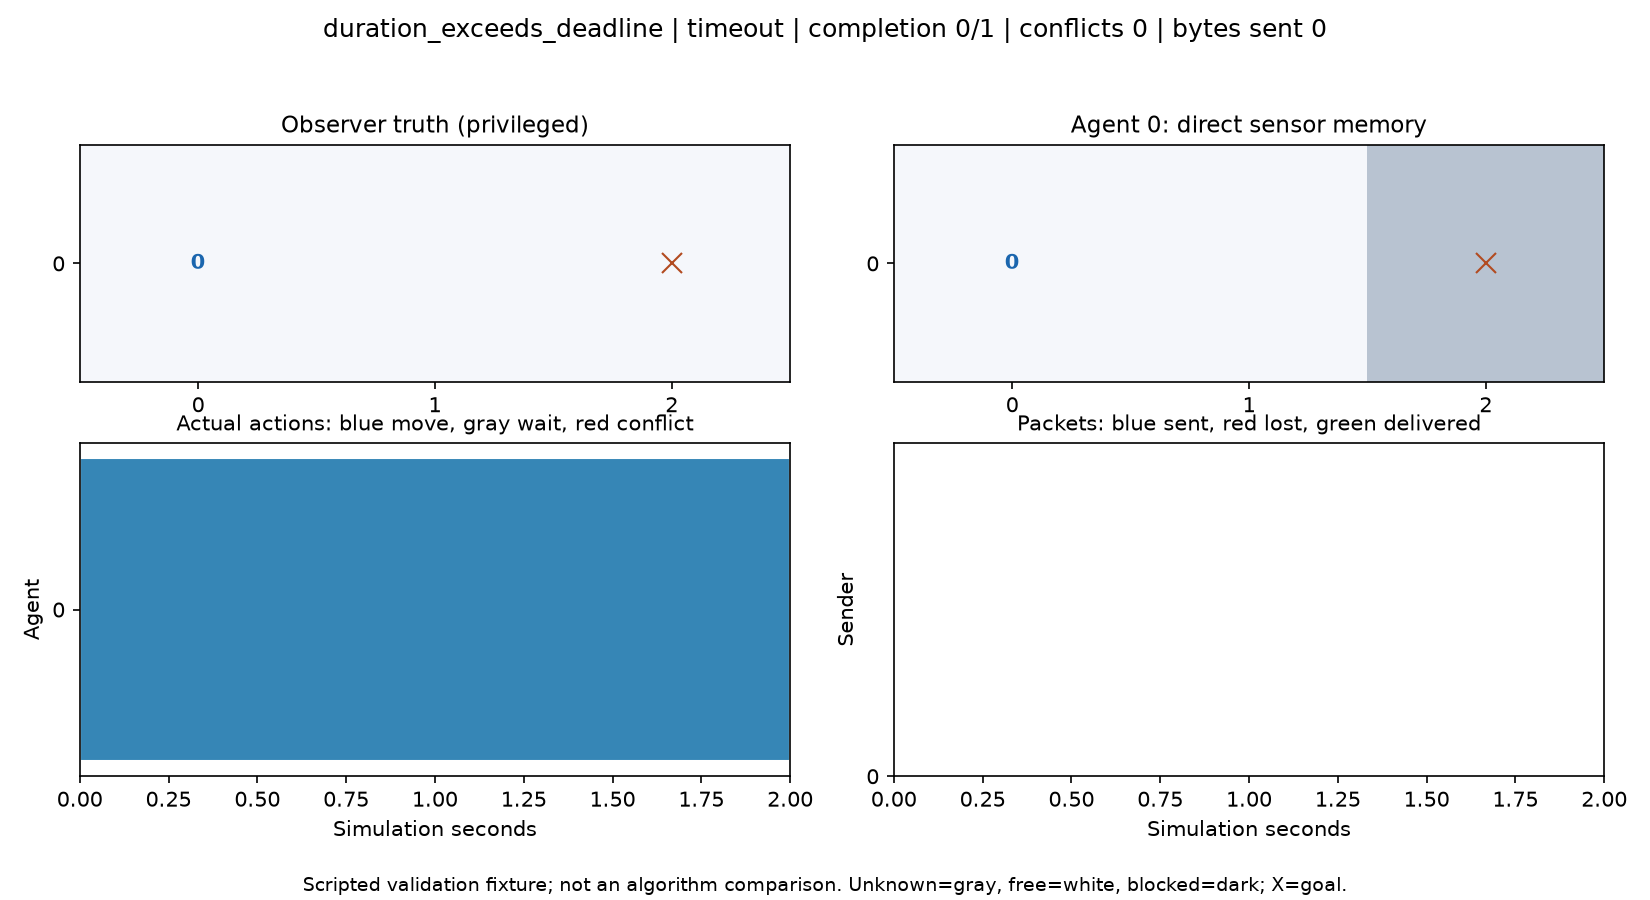 duration_exceeds_deadline | timeout | completion 0/1 | conflicts 0 | bytes sent 0
Observer truth (privileged)
0
0
0 1 2
Agent 0: direct sensor memory
0
0
0 1 2
Actual actions: blue move, gray wait, red conflict
Agent
0
0.00 0.25 0.50 0.75 1.00 1.25 1.50 1.75 2.00
Simulation seconds
Packets: blue sent, red lost, green delivered
Sender
0
0.00 0.25 0.50 0.75 1.00 1.25 1.50 1.75 2.00
Simulation seconds
Scripted validation fixture; not an algorithm comparison. Unknown=gray, free=white, blocked=dark; X=goal.